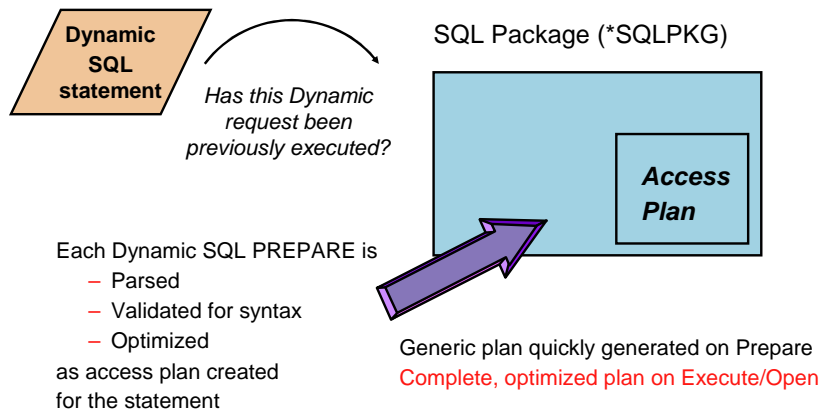 Dynamic
SQL
statement
Has this Dynamic
request been
previously executed?
SQL Package (*SQLPKG)
Access
Plan
Each Dynamic SQL PREPARE is
– Parsed
– Validated for syntax
– Optimized
as access plan created
for the statement
Generic plan quickly generated on Prepare
Complete, optimized plan on Execute/Open